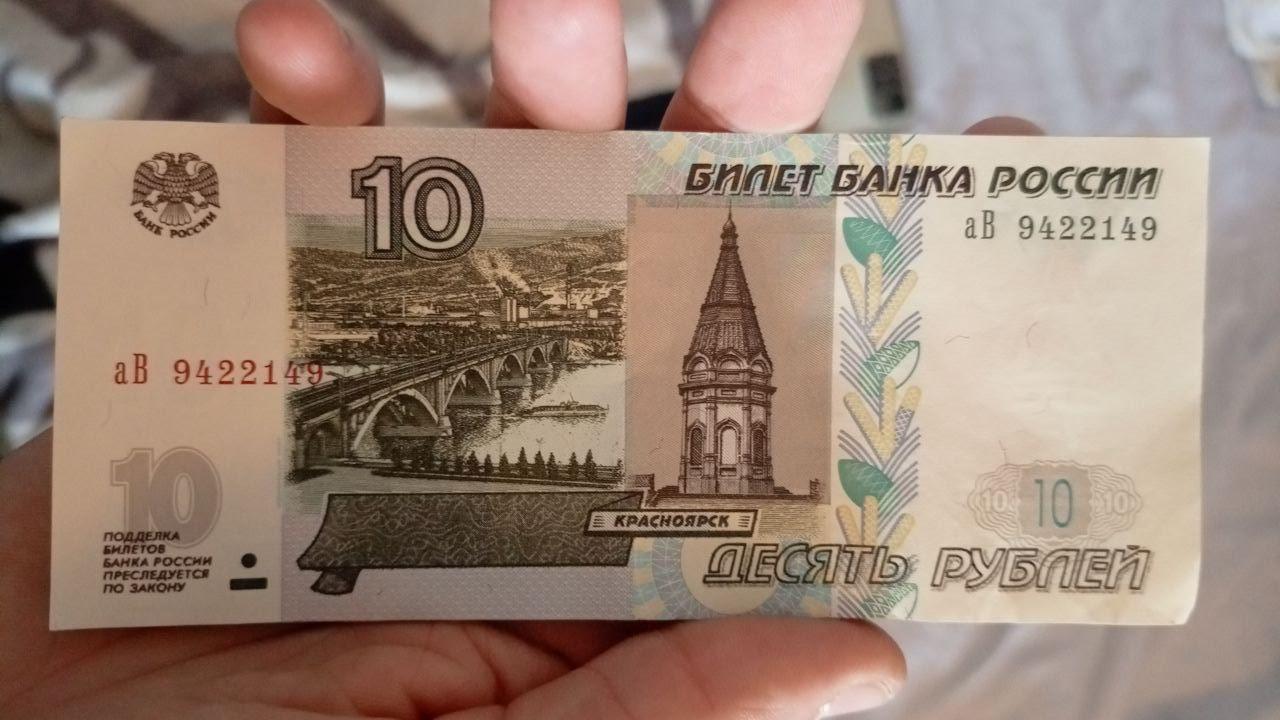 БАНК РОССИИ
10
БИЛЕТ БАНКА РОССИИ
аВ 9422149
аВ 9422149
КРАСНОЯРСК
10
ПОДДЕЛКА
БИЛЕТОВ
БАНКА РОССИИ
ПРЕСЛЕДУЕТСЯ
ПО ЗАКОНУ
10 10 10
ДЕСЯТЬ РУБЛЕЙ